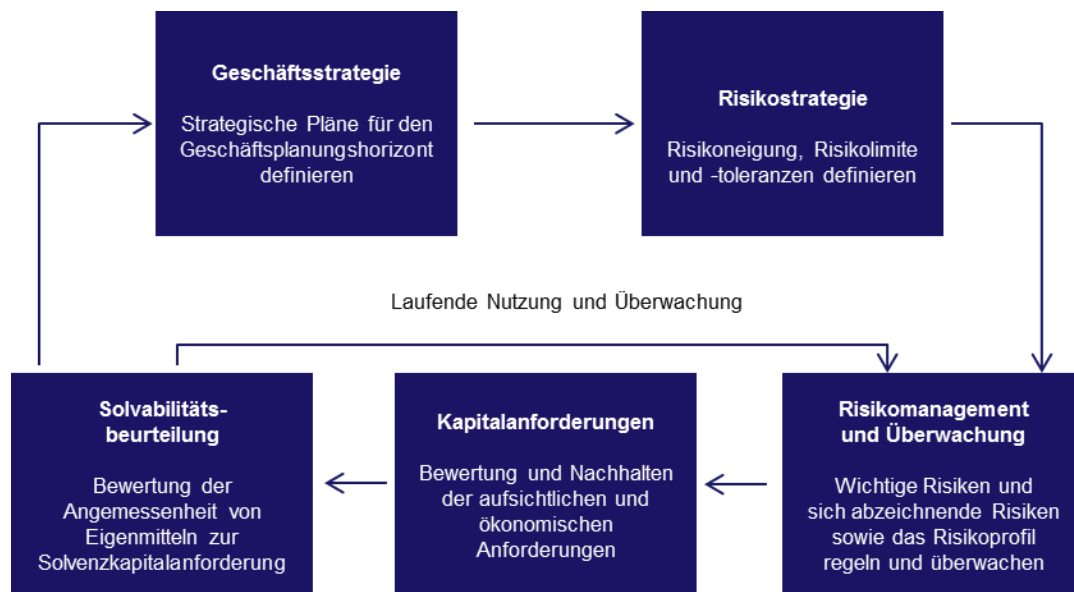 Geschäftsstrategie
Strategische Pläne für den
Geschäftsplanungshorizont
definieren
Risikostrategie
Risikoneigung, Risikolimite
und -toleranzen definieren
Laufende Nutzung und Überwachung
Solvabilitäts-
beurteilung
Bewertung der
Angemessenheit von
Eigenmitteln zur
Solvenzkapitalanforderung
Kapitalanforderungen
Bewertung und Nachhalten
der aufsichtlichen und
ökonomischen
Anforderungen
Risikomanagement
und Überwachung
Wichtige Risiken und
sich abzeichnende Risiken
sowie das Risikoprofil
regeln und überwachen